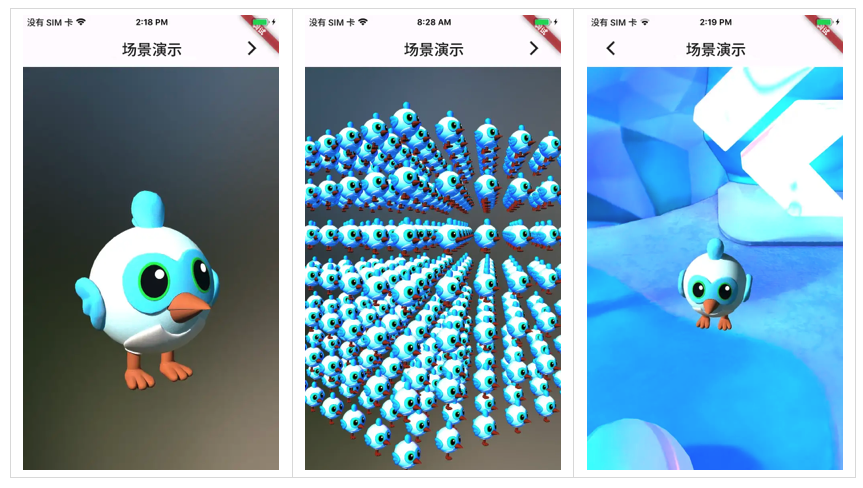 没有 SIM 卡 2:18 PM
场景演示
没有 SIM 卡 8:28 AM
场景演示
没有 SIM 卡 2:19 PM
场景演示